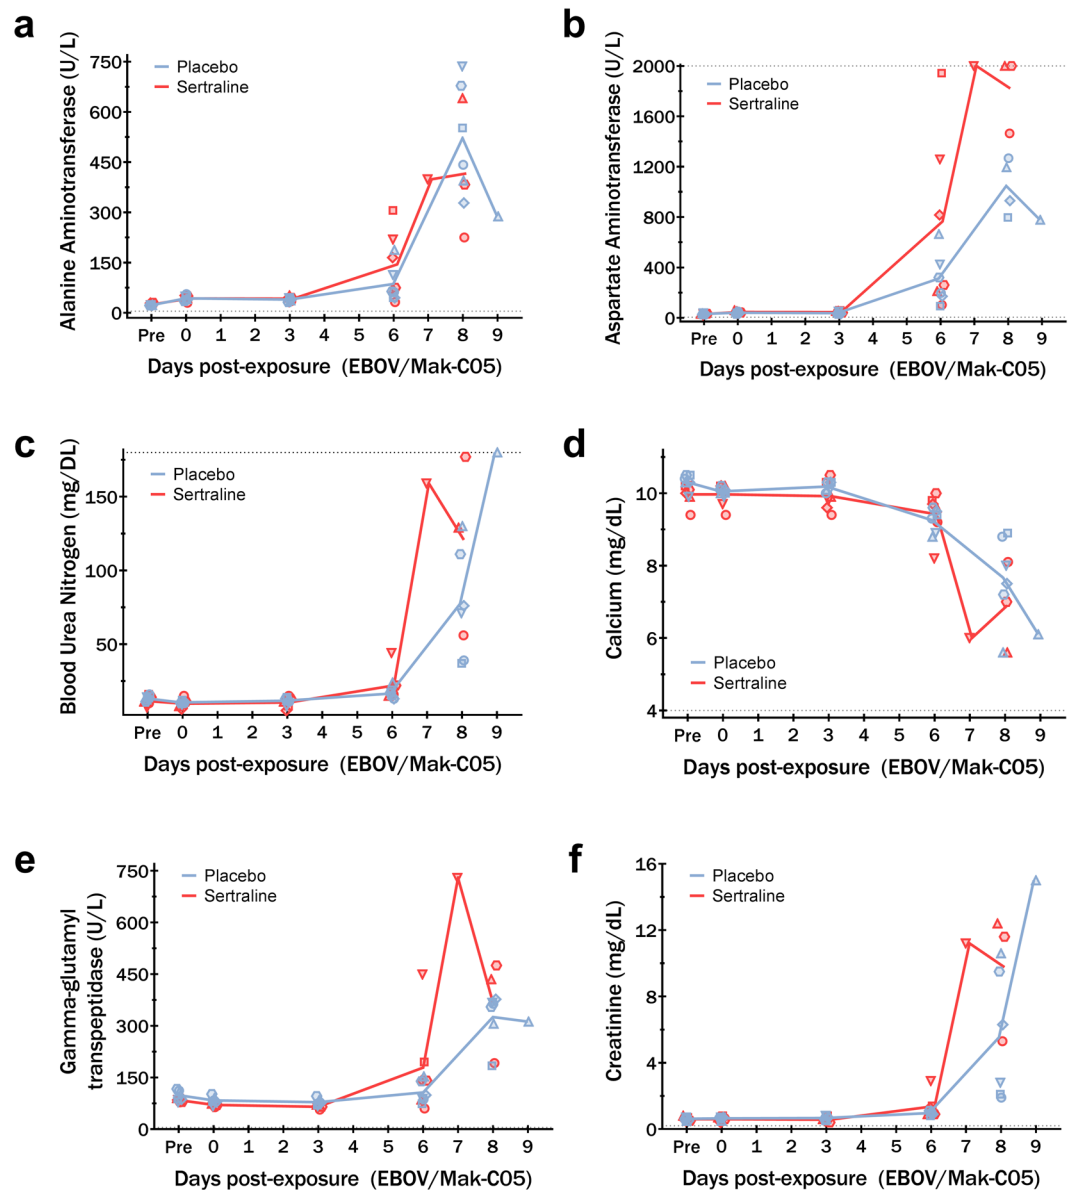 a
Alanine Aminotransferase (U/L)
750
600
450
300
150
0
Placebo
Sertraline
Pre 0 1 2 3 4 5 6 7 8 9
Days post-exposure (EBOV/Mak-C05)
b
Aspartate Aminotransferase (U/L)
2000
1600
1200
800
400
0
Placebo
Sertraline
Pre 0 1 2 3 4 5 6 7 8 9
Days post-exposure (EBOV/Mak-C05)
c
Blood Urea Nitrogen (mg/DL)
150
100
50
Placebo
Sertraline
Pre 0 1 2 3 4 5 6 7 8 9
Days post-exposure (EBOV/Mak-C05)
d
Calcium (mg/dL)
10
8
6
4
Placebo
Sertraline
Pre 0 1 2 3 4 5 6 7 8 9
Days post-exposure (EBOV/Mak-C05)
e
Gamma-glutamyl
transpeptidase (U/L)
750
600
450
300
150
0
Placebo
Sertraline
Pre 0 1 2 3 4 5 6 7 8 9
Days post-exposure (EBOV/Mak-C05)
f
Creatinine (mg/dL)
16
12
8
4
0
Placebo
Sertraline
Pre 0 1 2 3 4 5 6 7 8 9
Days post-exposure (EBOV/Mak-C05)